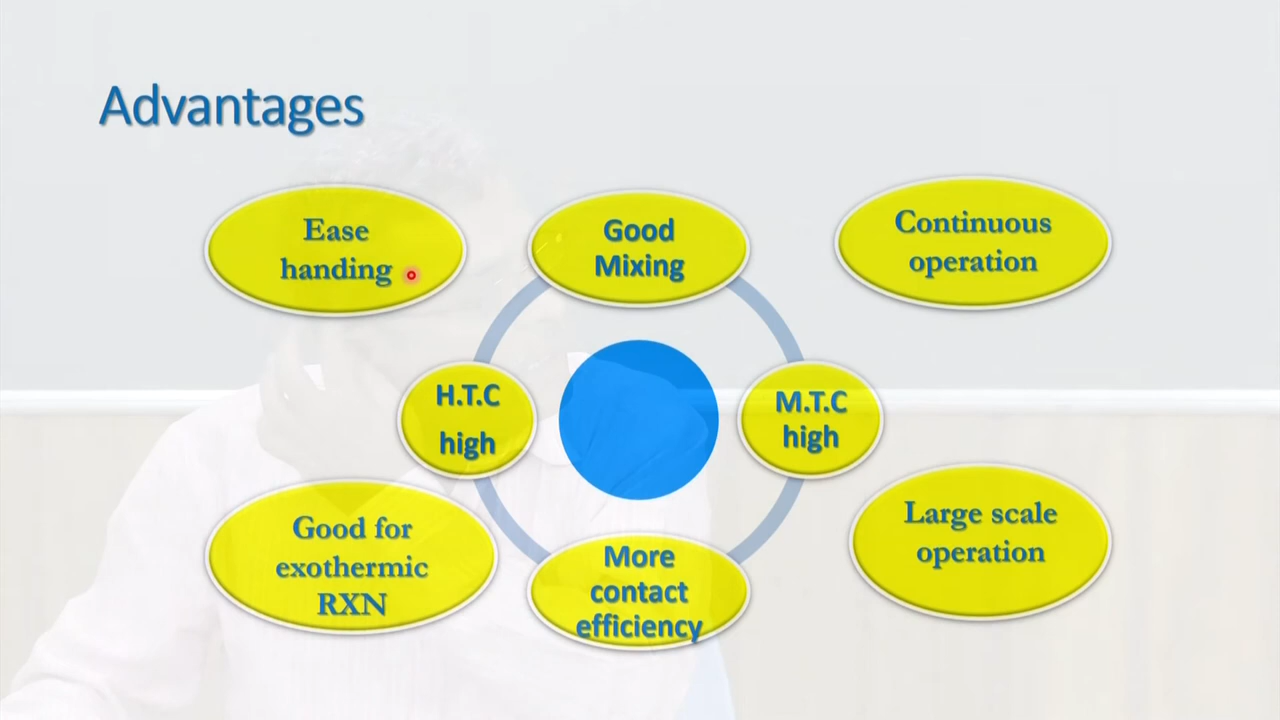 Advantages
Ease
handing
Good
Mixing
Continuous
operation
H.T.C
high
M.T.C
high
Good for
exothermic
RXN
More
contact
efficiency
Large scale
operation